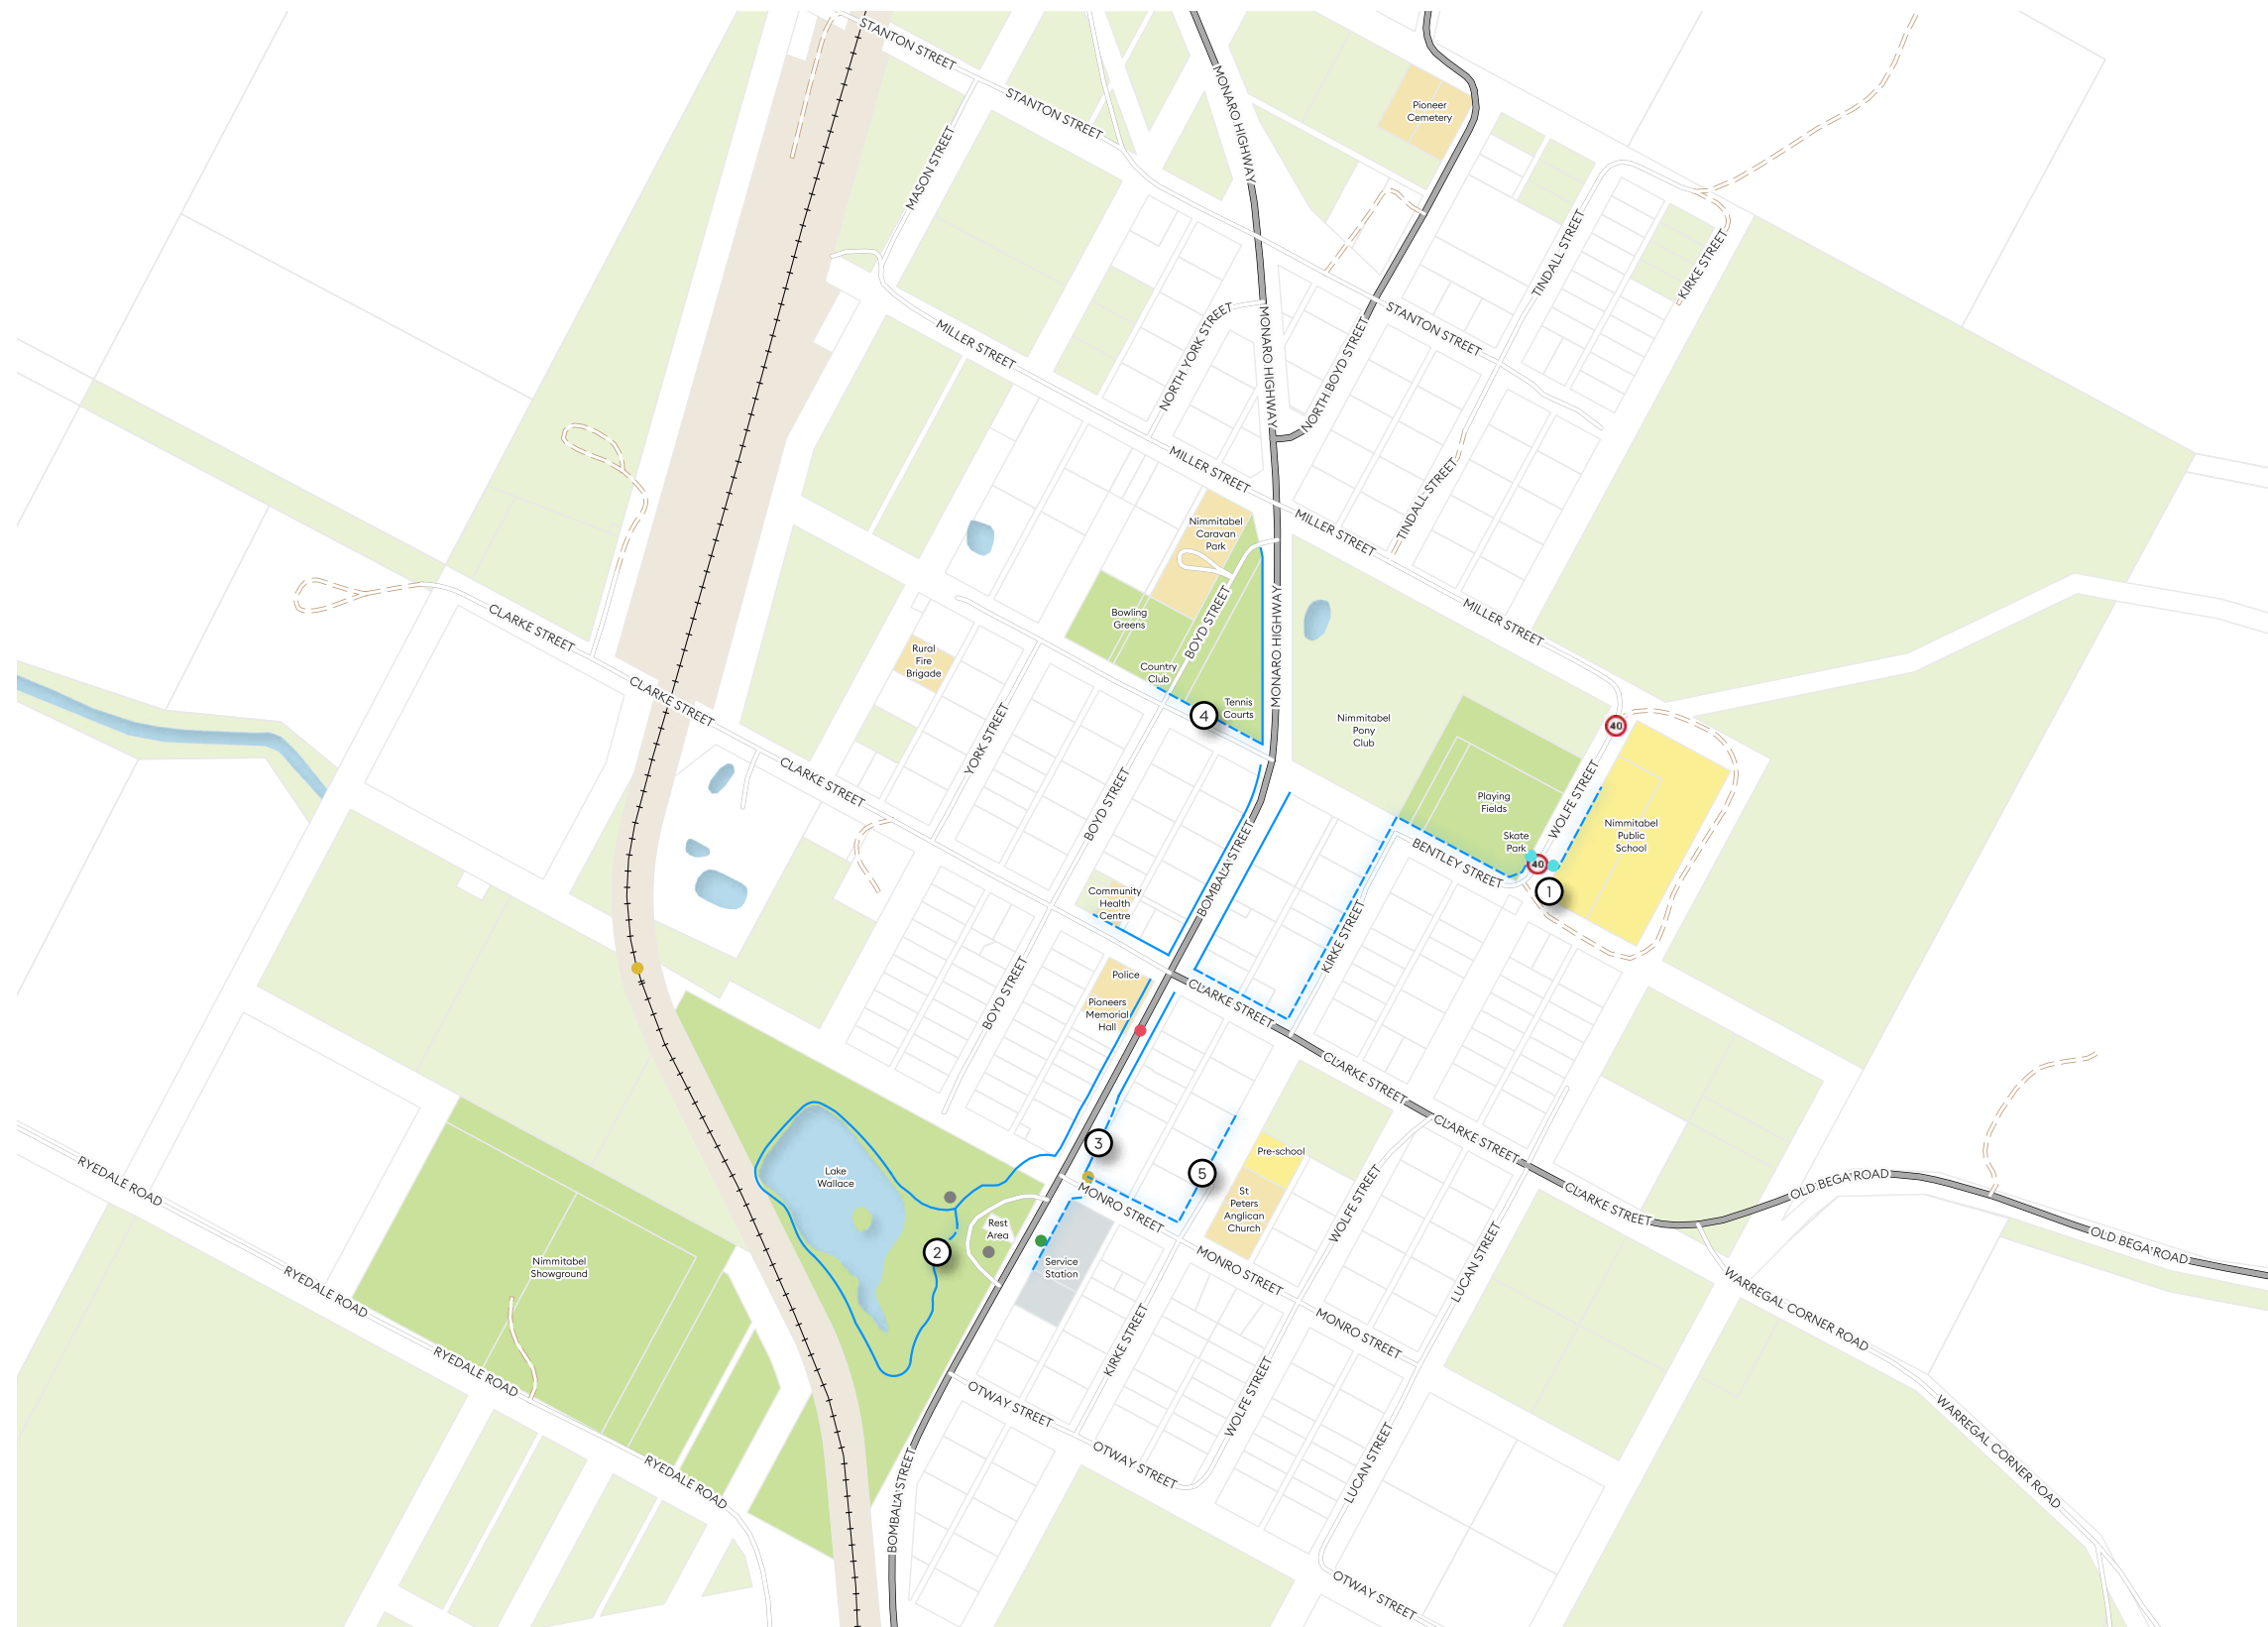 STANTON STREET
STANTON STREET
MONARO HIGHWAY
Pioneer
Cemetery
MASON STREET
TINDALL STREET
KIRKE STREET
MILLER STREET
NORTH YORK STREET
MONARO HIGHWAY
NORTH BOYD STREET
STANTON STREET
MILLER STREET
TINDALL STREET
MILLER STREET
Nimmitabel
Caravan
Park
MILLER STREET
CLARKE STREET
Bowling
Greens
BOYD STREET
MONARO HIGHWAY
Rural
Fire
Brigade
Country
Club
CLARKE STREET
4
Tennis
Courts
Nimmitabel
Pony
Club
40
YORK STREET
CLARKE STREET
BOYD STREET
Playing
Fields
WOLFE STREET
Nimmitabel
Public
School
Skate
Park
40
BENTLEY STREET
1
BOMBALA STREET
Community
Health
Centre
KIRKE STREET
Police
BOYD STREET
CLARKE STREET
Pioneers
Memorial
Hall
CLARKE STREET
3
CLARKE STREET
Pre-school
5
Lake
Wallace
RYEDALE ROAD
MONRO STREET
St
Peters
Anglican
Church
WOLFE STREET
CLARKE STREET
OLD BEGA ROAD
OLD BEGA ROAD
Rest
Area
2
Service
Station
MONRO STREET
LUCAN STREET
Nimmitabel
Showground
RYEDALE ROAD
WARREGAL CORNER ROAD
MONRO STREET
KIRKE STREET
RYEDALE ROAD
WOLFE STREET
OTWAY STREET
OTWAY STREET
LUCAN STREET
WARREGAL CORNER ROAD
RYEDALE ROAD
BOMBALA STREET
OTWAY STREET